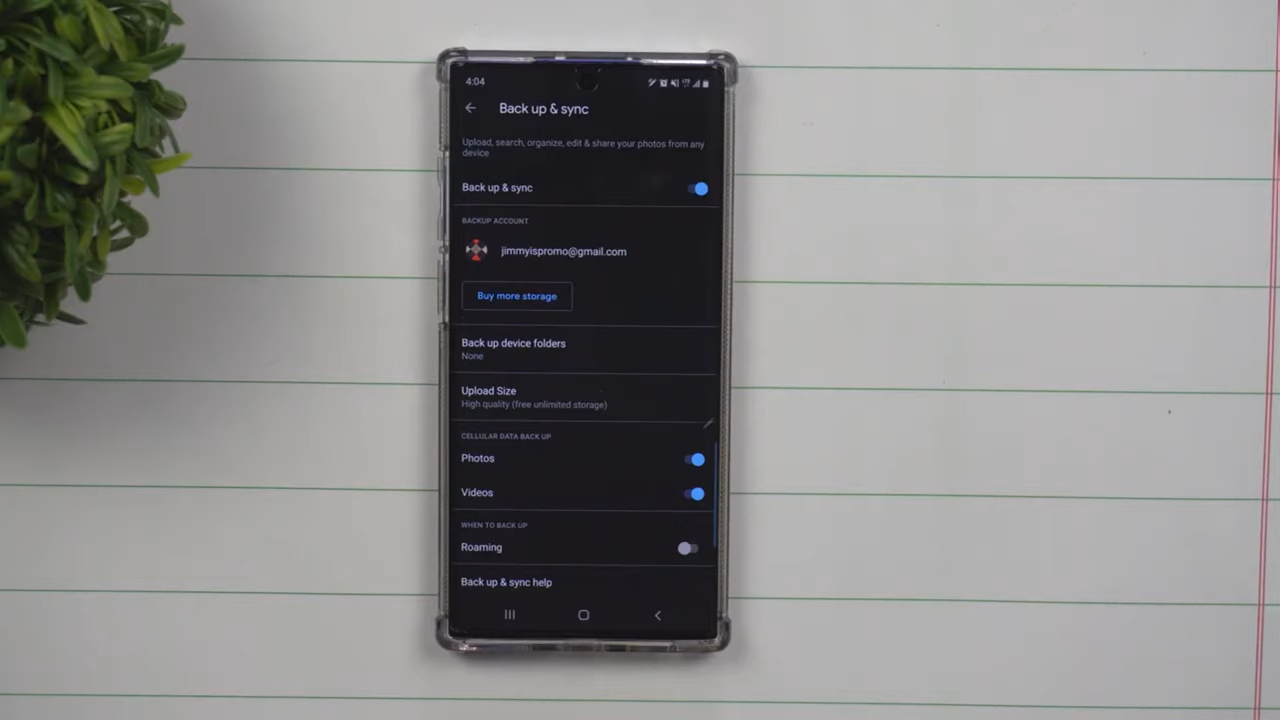 4:04
Back up & sync
Upload, search, organize, edit & share your photos from any
device
Back up & sync
BACKUP ACCOUNT
jimmyispromo@gmail.com
Buy more storage
Back up device folders
None
Upload Size
High quality (free unlimited storage)
CELLULAR DATA BACK UP
Photos
Videos
WHEN TO BACK UP
Roaming
Back up & sync help